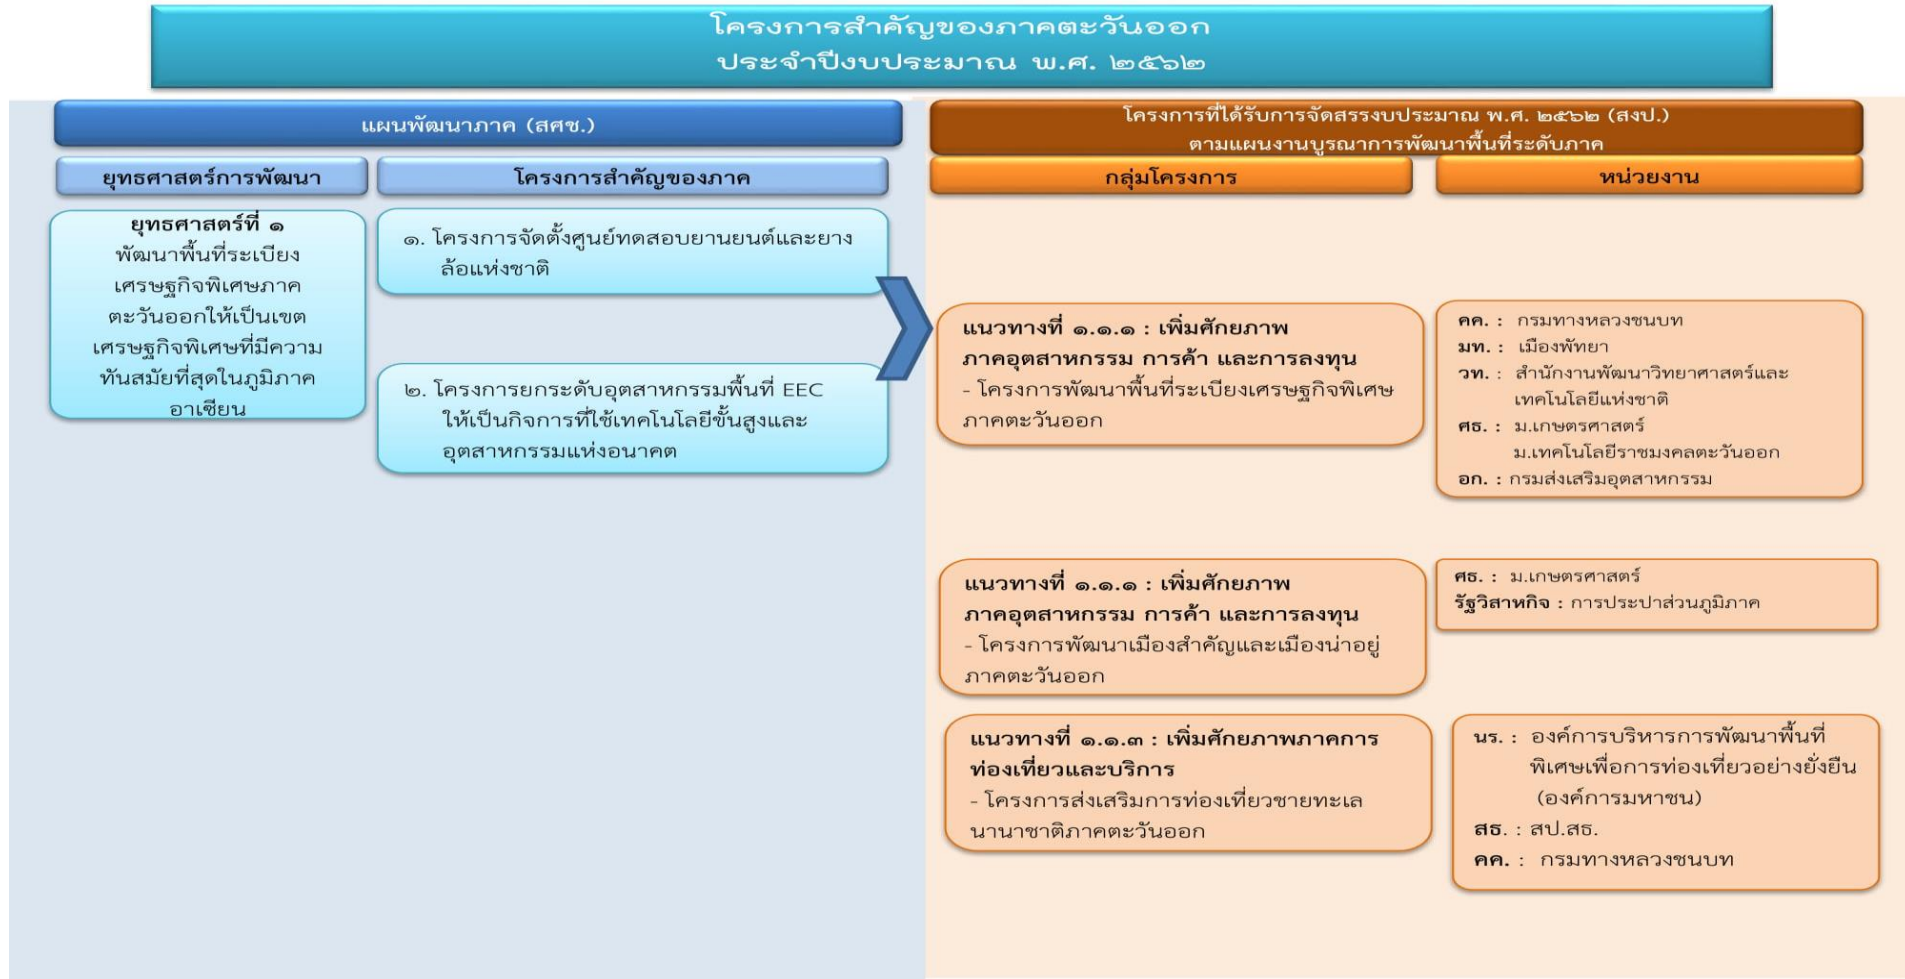 โครงการสำคัญของภาคตะวันออก
ประจำปีงบประมาณ พ.ศ. ๒๕๖๒
แผนพัฒนาภาค (สศช.)
ยุทธศาสตร์การพัฒนา
โครงการสำคัญของภาค
ยุทธศาสตร์ที่ ๑
พัฒนาพื้นที่ระเบียง
เศรษฐกิจพิเศษภาค
ตะวันออกให้เป็นเขต
เศรษฐกิจพิเศษที่มีความ
ทันสมัยที่สุดในภูมิภาค
อาเซียน
๑. โครงการจัดตั้งศูนย์ทดสอบยานยนต์และยาง
ล้อแห่งชาติ
๒. โครงการยกระดับอุตสาหกรรมพื้นที่ EEC
ให้เป็นกิจการที่ใช้เทคโนโลยีขั้นสูงและ
อุตสาหกรรมแห่งอนาคต
โครงการที่ได้รับการจัดสรรงบประมาณ พ.ศ. ๒๕๖๒ (สงป.)
ตามแผนงานบูรณาการพัฒนาพื้นที่ระดับภาค
กลุ่มโครงการ
หน่วยงาน
แนวทางที่ ๑.๑.๑ : เพิ่มศักยภาพ
ภาคอุตสาหกรรม การค้า และการลงทุน
- โครงการพัฒนาพื้นที่ระเบียงเศรษฐกิจพิเศษ
ภาคตะวันออก
คค. : กรมทางหลวงชนบท
มท. : เมืองพัทยา
วท. : สำนักงานพัฒนาวิทยาศาสตร์และ
เทคโนโลยีแห่งชาติ
ศธ. : ม.เกษตรศาสตร์
ม.เทคโนโลยีราชมงคลตะวันออก
อก. : กรมส่งเสริมอุตสาหกรรม
แนวทางที่ ๑.๑.๑ : เพิ่มศักยภาพ
ภาคอุตสาหกรรม การค้า และการลงทุน
- โครงการพัฒนาเมืองสำคัญและเมืองน่าอยู่
ภาคตะวันออก
ศธ. : ม.เกษตรศาสตร์
รัฐวิสาหกิจ : การประปาส่วนภูมิภาค
แนวทางที่ ๑.๑.๓ : เพิ่มศักยภาพภาคการ
ท่องเที่ยวและบริการ
- โครงการส่งเสริมการท่องเที่ยวชายทะเล
นานาชาติภาคตะวันออก
นร. : องค์การบริหารการพัฒนาพื้นที่
พิเศษเพื่อการท่องเที่ยวอย่างยั่งยืน
(องค์การมหาชน)
สธ. : สป.สธ.
คค. : กรมทางหลวงชนบท